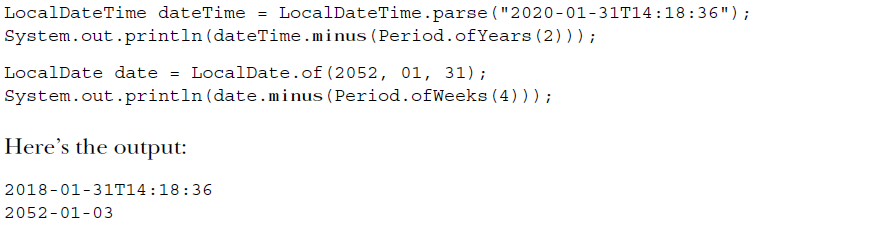 LocalDateTime dateTime = LocalDateTime.parse("2020-01-31T14:18:36");
System.out.println(dateTime.minus(Period.ofYears(2)));
LocalDate date = LocalDate.of(2052, 01, 31);
System.out.println(date.minus(Period.ofWeeks(4)));
Here’s the output:
2018-01-31T14:18:36
2052-01-03